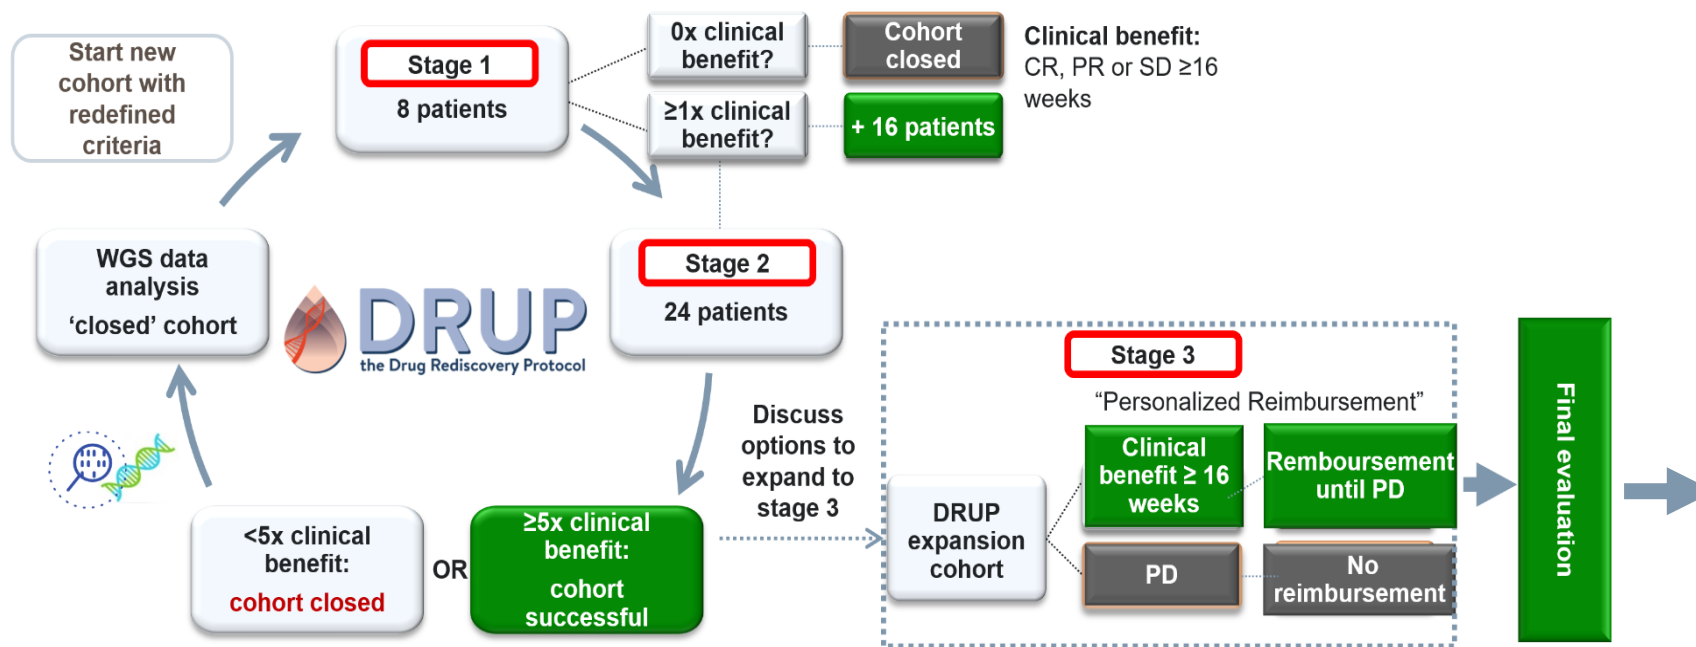 Start new
cohort with
redefined
criteria
Stage 1
8 patients
0x clinical
benefit?
Cohort
closed
≥1x clinical
benefit?
+ 16 patients
Clinical benefit:
CR, PR or SD ≥16
weeks
WGS data
analysis
‘closed’ cohort
DRUP
the Drug Rediscovery Protocol
Stage 2
24 patients
<5x clinical
benefit:
cohort closed
OR
≥5x clinical
benefit:
cohort
successful
Discuss
options to
expand to
stage 3
Stage 3
“Personalized Reimbursement”
DRUP
expansion
cohort
Clinical
benefit ≥ 16
weeks
Remboursement
until PD
PD
No
reimbursement
Final evaluation